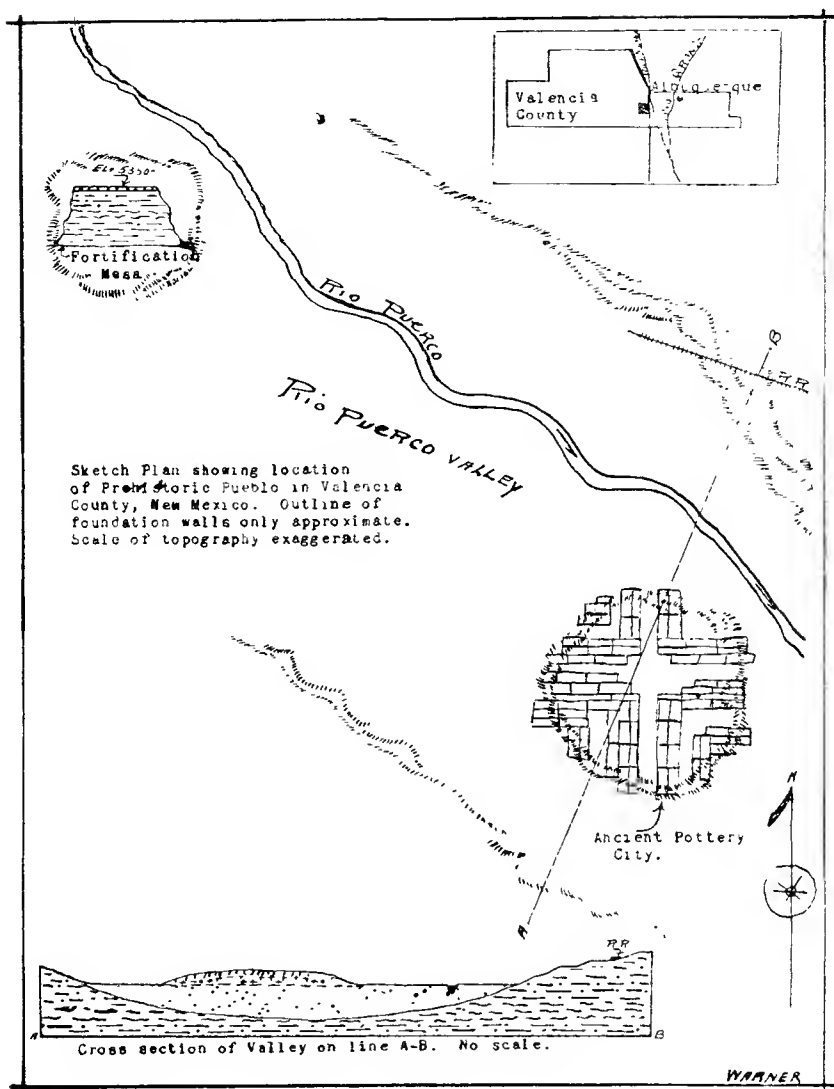 Valencia
County
Albuquerque
El. 5350
Fortification
Mesa
RIO PUERCO
RIO PUERCO VALLEY
B
R.R.
Sketch Plan showing location
of Prehistoric Pueblo in Valencia
County, New Mexico. Outline of
foundation walls only approximate.
Scale of topography exaggerated.
N
Ancient Pottery
City.
A
R.R.
A
B
Cross section of Valley on line A-B. No scale.
WARNER